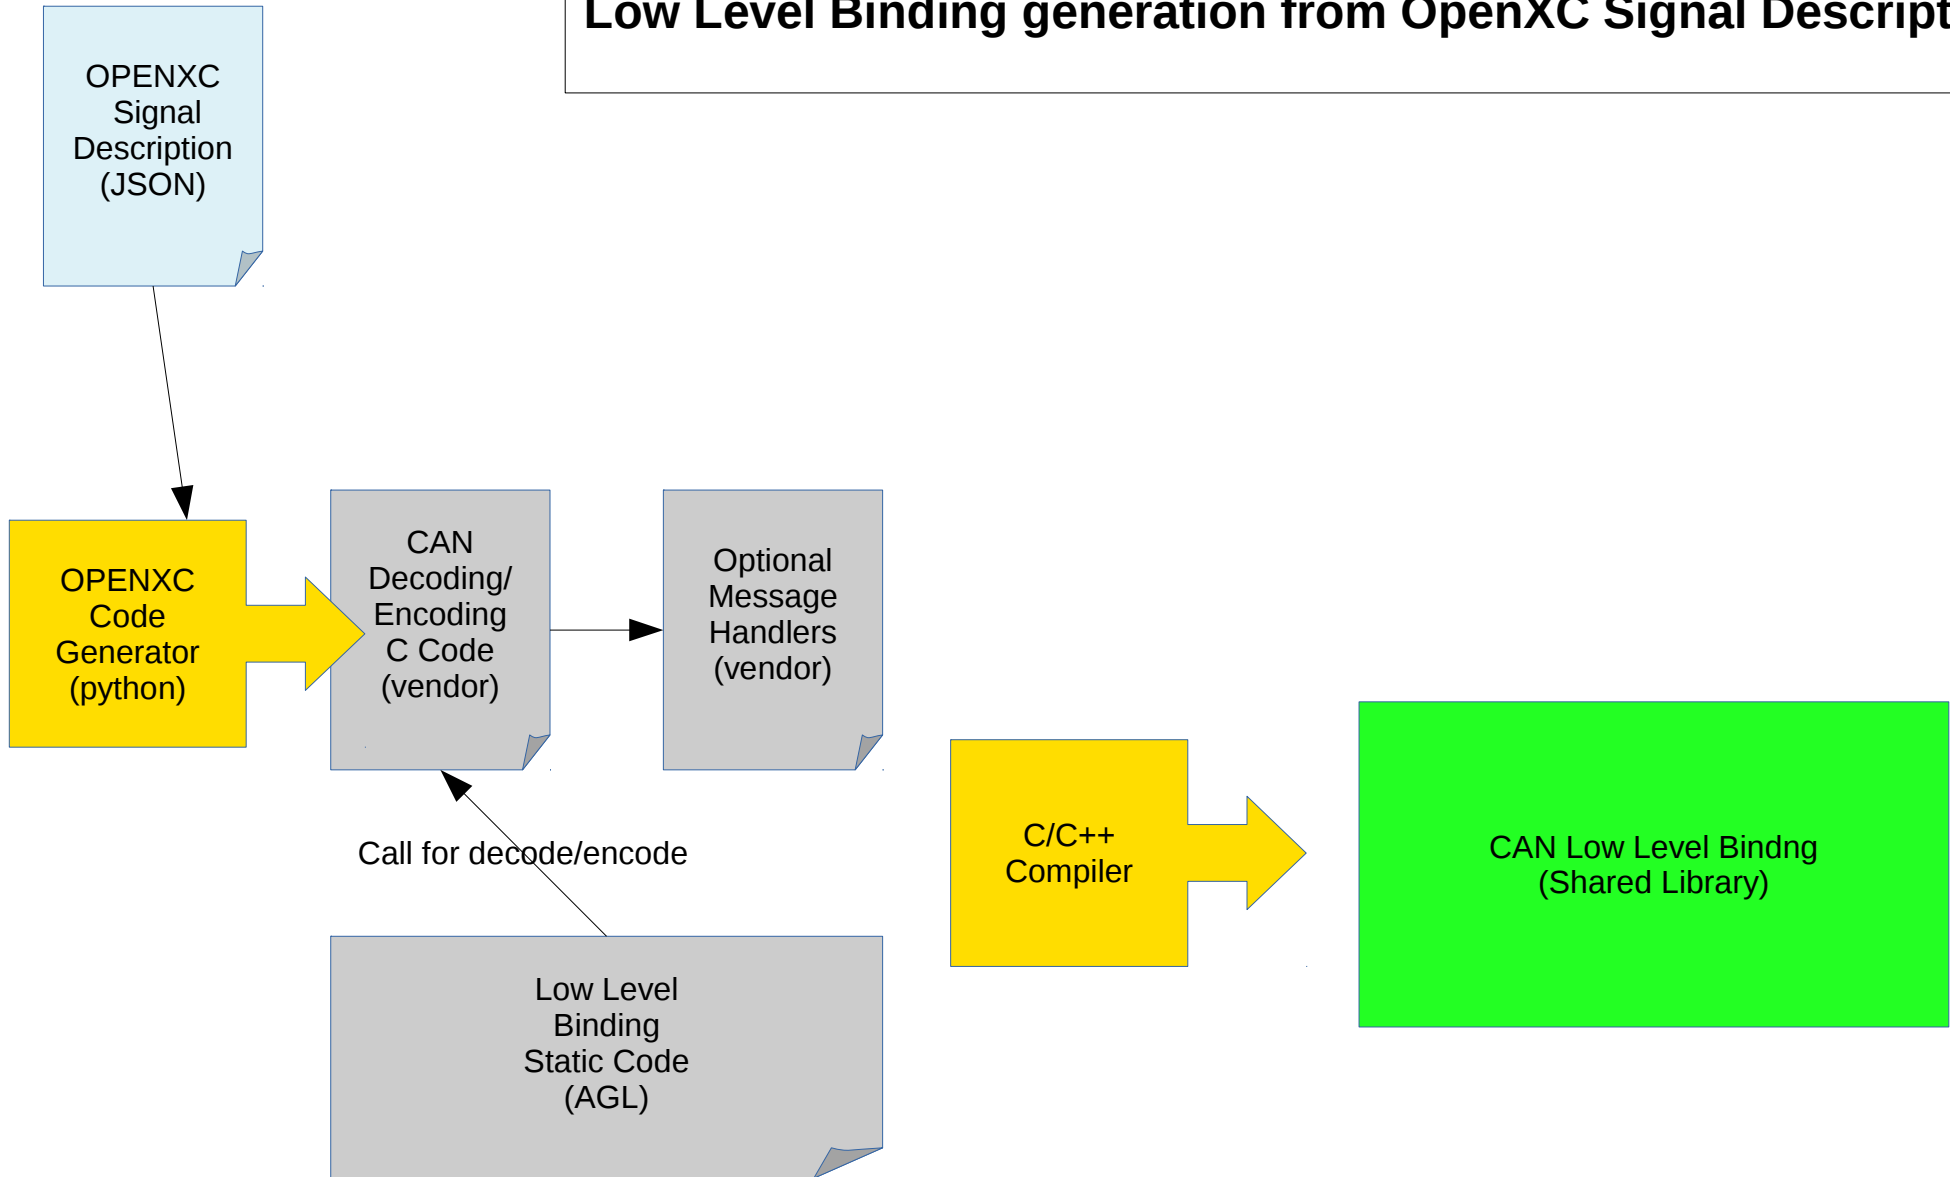 Low Level Binding generation from OpenXC Signal Descript
OPENXC
Signal
Description
(JSON)
OPENXC
Code
Generator
(python)
CAN
Decoding/
Encoding
C Code
(vendor)
Optional
Message
Handlers
(vendor)
Call for decode/encode
C/C++
Compiler
CAN Low Level Bindng
(Shared Library)
Low Level
Binding
Static Code
(AGL)